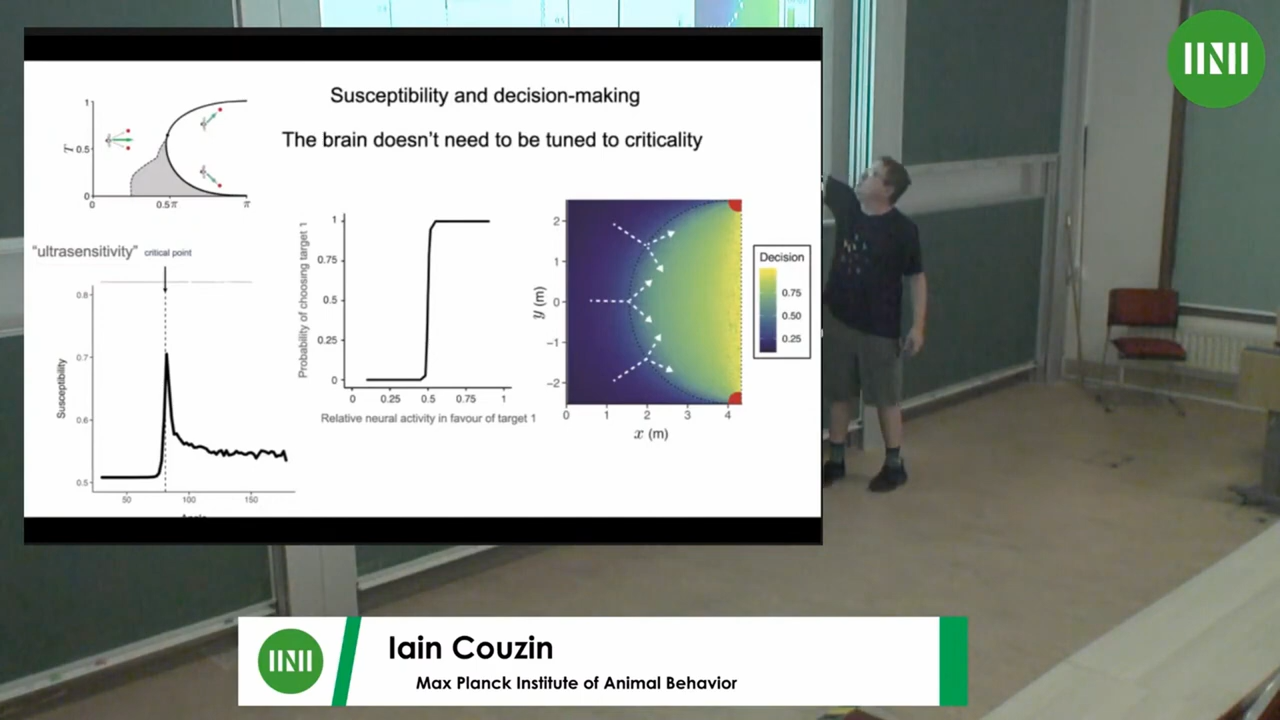 Susceptibility and decision-making
The brain doesn't need to be tuned to criticality
1
0.5
0
T
0
0.5π
π
"ultrasensitivity"
critical point
0.8
0.7
0.6
0.5
Susceptibility
50
100
150
1
0.75
0.5
0.25
0
Probability of choosing target 1
0
0.25
0.5
0.75
1
Relative neural activity in favour of target 1
2
1
0
−1
−2
y (m)
0
1
2
3
4
x (m)
Decision
0.75
0.50
0.25
IINII
IINII
Iain Couzin
Max Planck Institute of Animal Behavior